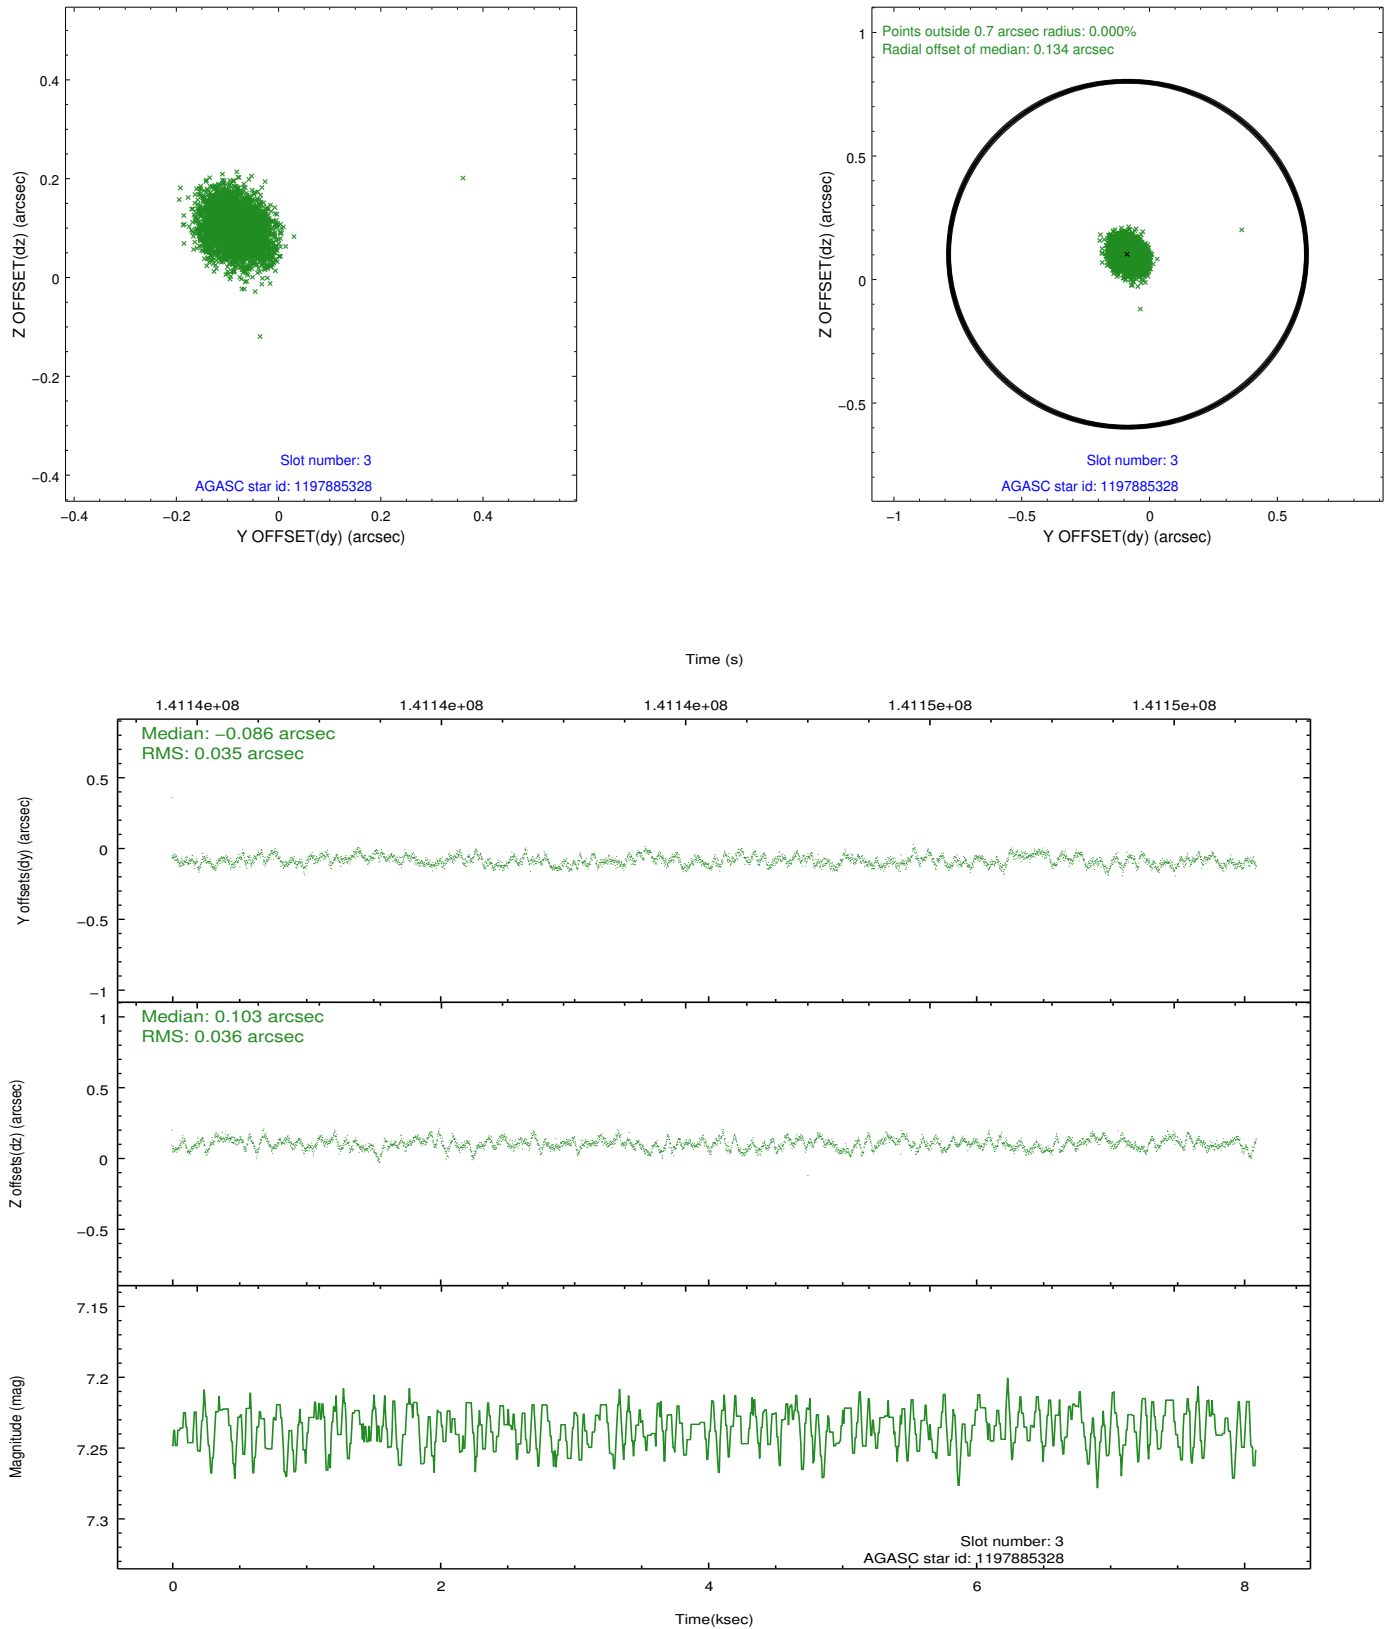 0.4
0.2
0
−0.2
−0.4
Z OFFSET(dz) (arcsec)
Slot number: 3
AGASC star id: 1197885328
−0.4 −0.2 0 0.2 0.4
Y OFFSET(dy) (arcsec)
Points outside 0.7 arcsec radius: 0.000%
Radial offset of median: 0.134 arcsec
1
0.5
0
−0.5
Z OFFSET(dz) (arcsec)
Slot number: 3
AGASC star id: 1197885328
−1 −0.5 0 0.5
Y OFFSET(dy) (arcsec)
Time (s)
1.4114e+08 1.4114e+08 1.4114e+08 1.4115e+08 1.4115e+08
Median: −0.086 arcsec
RMS: 0.035 arcsec
0.5
0
−0.5
−1
Y offsets(dy) (arcsec)
Median: 0.103 arcsec
RMS: 0.036 arcsec
1
0.5
0
−0.5
Z offsets(dz) (arcsec)
7.15
7.2
7.25
7.3
Magnitude (mag)
Slot number: 3
AGASC star id: 1197885328
0 2 4 6 8
Time(ksec)